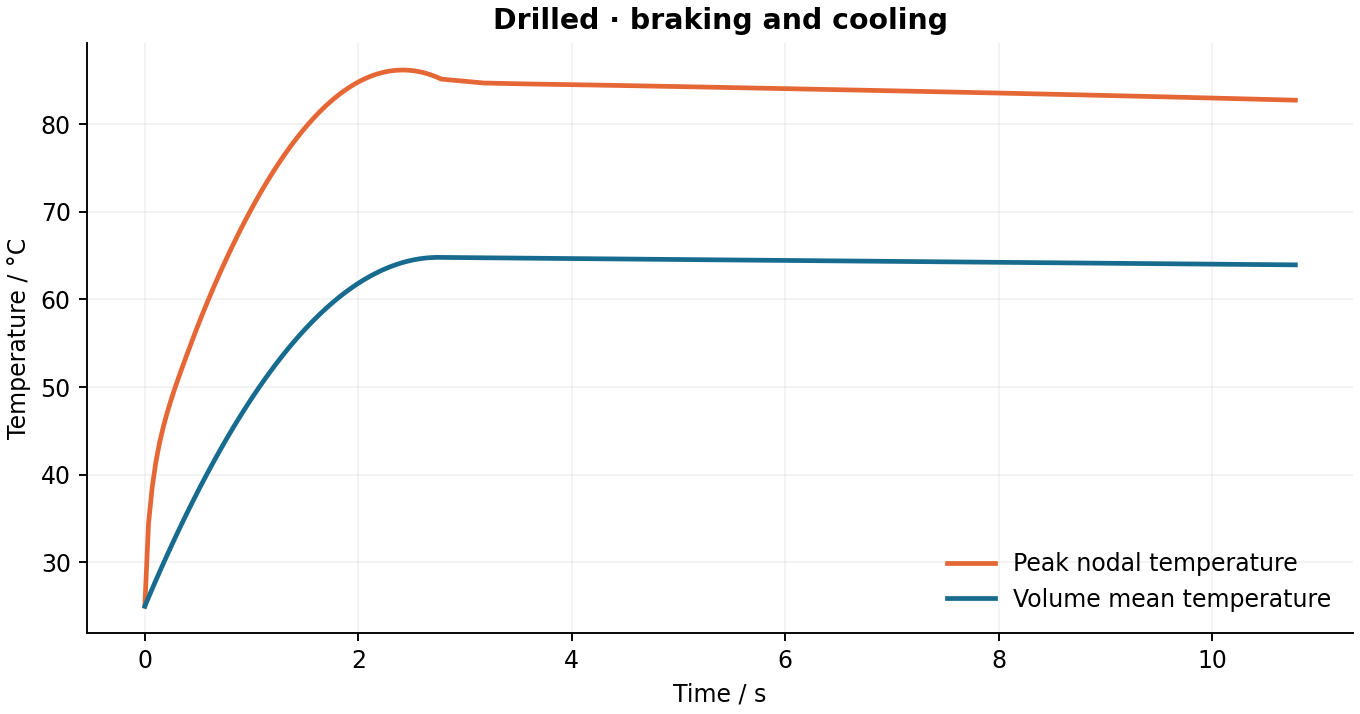 Drilled · braking and cooling
Temperature / °C
80
70
60
50
40
30
Peak nodal temperature
Volume mean temperature
0 2 4 6 8 10
Time / s